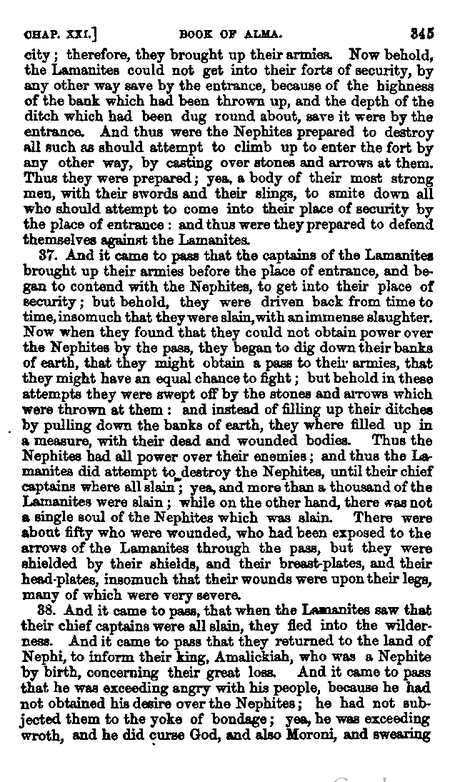 CHAP. XXI.] BOOK OF ALMA. 345
city; therefore, they brought up their armies. Now behold,
the Lamanites could not get into their forts of security, by
any other way save by the entrance, because of the highness
of the bank which had been thrown up, and the depth of the
ditch which had been dug round about, save it were by the
entrance. And thus were the Nephites prepared to destroy
all such as should attempt to climb up to enter the fort by
any other way, by casting over stones and arrows at them.
Thus they were prepared; yea, a body of their most strong
men, with their swords and their slings, to smite down all
who should attempt to come into their place of security by
the place of entrance: and thus were they prepared to defend
themselves against the Lamanites.
37. And it came to pass that the captains of the Lamanites
brought up their armies before the place of entrance, and be-
gan to contend with the Nephites, to get into their place of
security; but behold, they were driven back from time to
time, insomuch that they were slain, with an immense slaughter.
Now when they found that they could not obtain power over
the Nephites by the pass, they began to dig down their banks
of earth, that they might obtain a pass to their armies, that
they might have an equal chance to fight; but behold in these
attempts they were swept off by the stones and arrows which
were thrown at them: and instead of filling up their ditches
by pulling down the banks of earth, they where filled up in
a measure, with their dead and wounded bodies. Thus the
Nephites had all power over their enemies; and thus the La-
manites did attempt to destroy the Nephites, until their chief
captains where all slain; yea, and more than a thousand of the
Lamanites were slain; while on the other hand, there was not
a single soul of the Nephites which was slain. There were
about fifty who were wounded, who had been exposed to the
arrows of the Lamanites through the pass, but they were
shielded by their shields, and their breast-plates, and their
head-plates, insomuch that their wounds were upon their legs,
many of which were very severe.
38. And it came to pass, that when the Lamanites saw that
their chief captains were all slain, they fled into the wilder-
ness. And it came to pass that they returned to the land of
Nephi, to inform their king, Amalickiah, who was a Nephite
by birth, concerning their great loss. And it came to pass
that he was exceeding angry with his people, because he had
not obtained his desire over the Nephites; he had not sub-
jected them to the yoke of bondage; yea, he was exceeding
wroth, and he did curse God, and also Moroni, and swearing